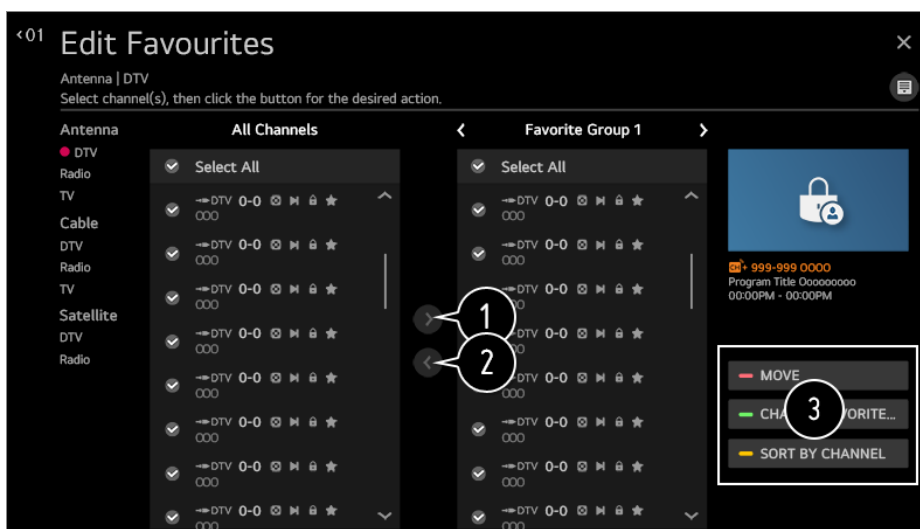 <01 Edit Favourites
Antenna | DTV
Select channel(s), then click the button for the desired action.
Antenna
DTV
Radio
TV
Cable
DTV
Radio
TV
Satellite
DTV
Radio
All Channels
Select All
DTV 0-0
000
DTV 0-0
000
DTV 0-0
000
DTV 0-0
000
DTV 0-0
000
DTV 0-0
000
DTV 0-0
000
DTV 0-0
000
1
2
Favorite Group 1
Select All
DTV 0-0
000
DTV 0-0
000
DTV 0-0
000
DTV 0-0
DTV 0-0
000
DTV 0-0
000
DTV 0-0
000
DTV 0-0
000
CH+ 999-999 0000
Program Title Ooooooooo
00:00PM - 00:00PM
MOVE
3
SORT BY CHANNEL